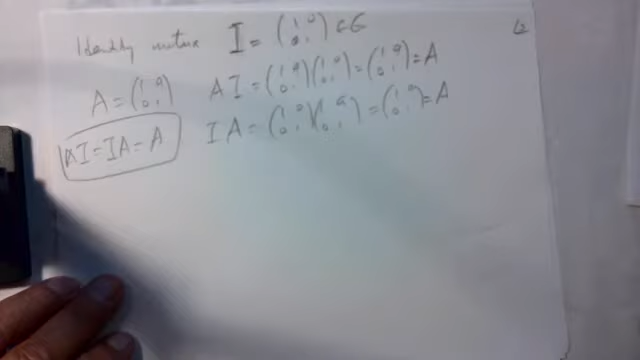 Identity matrix I = (1 0 0 1) ∈ G
A = (1 a 0 1) AI = (1 a 0 1)(1 0 0 1) = (1 a 0 1) = A
AI = IA = A IA = (1 0 0 1)(1 a 0 1) = (1 a 0 1) = A